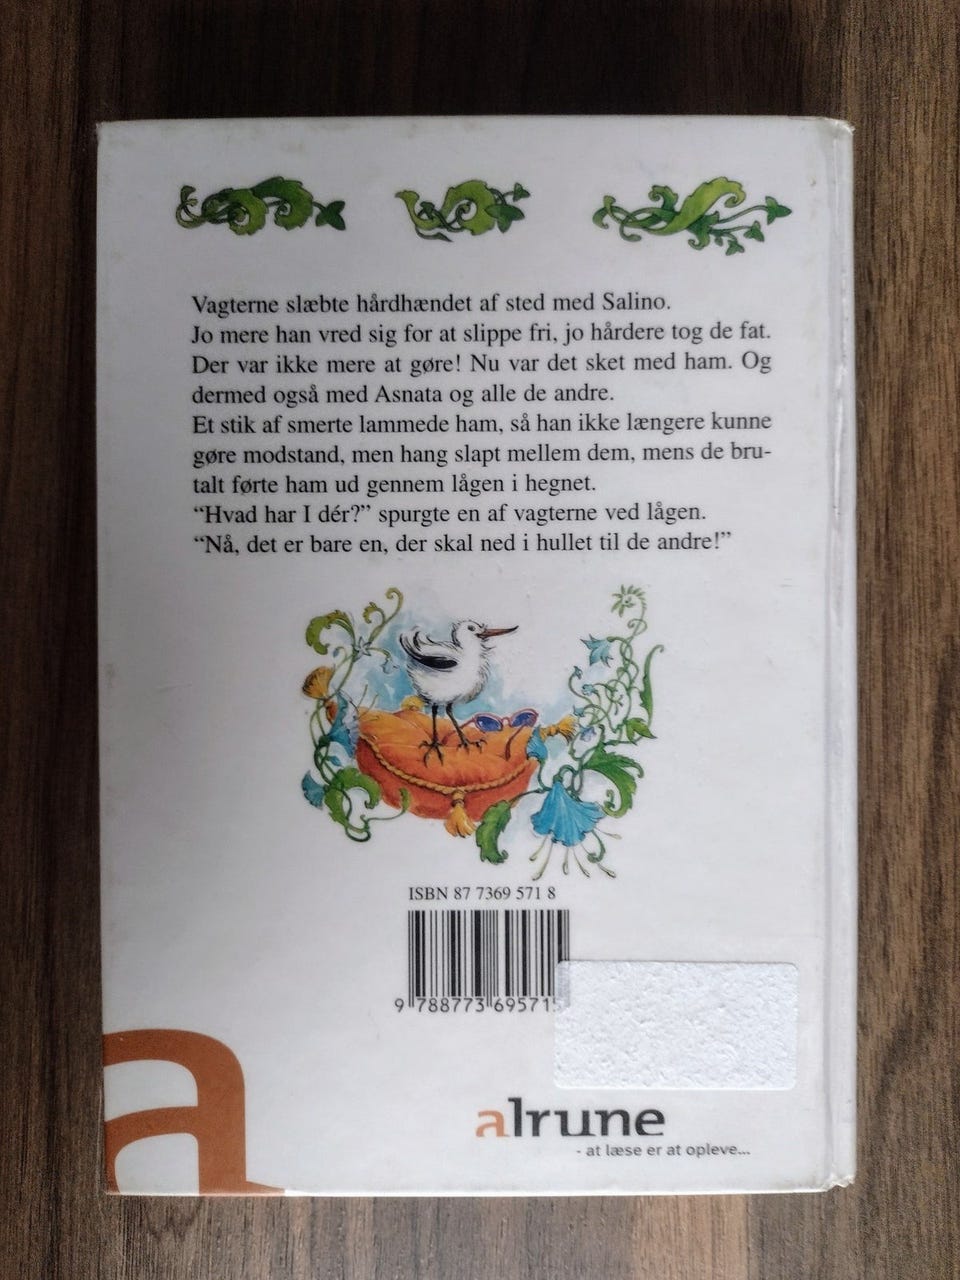 Vagterne slæbte hårdhændet af sted med Salino.
Jo mere han vred sig for at slippe fri, jo hårdere tog de fat.
Der var ikke mere at gøre! Nu var det sket med ham. Og
dermed også med Asnata og alle de andre.
Et stik af smerte lammede ham, så han ikke længere kunne
gøre modstand, men hang slapt mellem dem, mens de bru-
talt førte ham ud gennem lågen i hegnet.
“Hvad har I dér?” spurgte en af vagterne ved lågen.
“Nå, det er bare en, der skal ned i hullet til de andre!”
ISBN 87 7369 571 8
9 788773 69571
a
alrune
- at læse er at opleve...